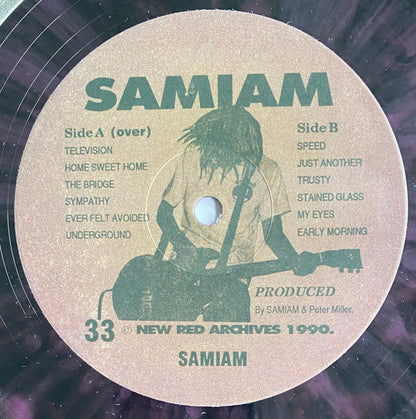 SAMIAM
Side A (over)
TELEVISION
HOME SWEET HOME
THE BRIDGE
SYMPATHY
EVER FELT AVOIDED
UNDERGROUND
Side B
SPEED
JUST ANOTHER
TRUSTY
STAINED GLASS
MY EYES
EARLY MORNING
PRODUCED
By SAMIAM & Peter Miller.
33 © NEW RED ARCHIVES 1990.
SAMIAM